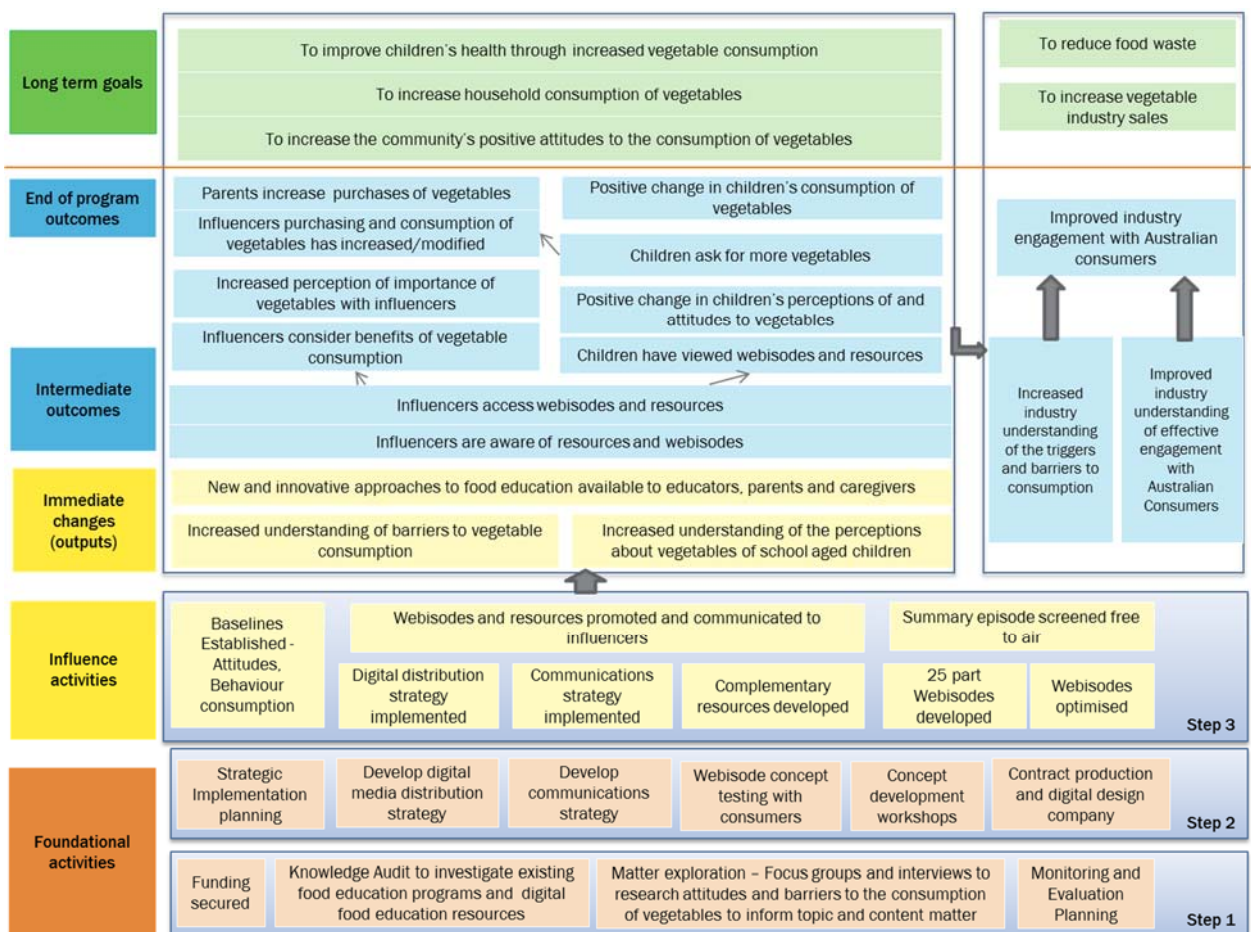 Long term goals
To improve children's health through increased vegetable consumption
To increase household consumption of vegetables
To increase the community's positive attitudes to the consumption of vegetables
To reduce food waste
To increase vegetable
industry sales
End of program
outcomes
Parents increase purchases of vegetables
Influencers purchasing and consumption of
vegetables has increased/modified
Increased perception of importance of
vegetables with influencers
Influencers consider benefits of vegetable
consumption
Positive change in children's consumption of
vegetables
Children ask for more vegetables
Positive change in children's perceptions of and
attitudes to vegetables
Children have viewed webisodes and resources
Improved industry
engagement with Australian
consumers
Intermediate
outcomes
Influencers access webisodes and resources
Influencers are aware of resources and webisodes
Increased
industry
understanding
of the triggers
and barriers to
consumption
Improved
industry
understanding
of effective
engagement
with
Australian
Consumers
Immediate
changes
(outputs)
New and innovative approaches to food education available to educators, parents and caregivers
Increased understanding of barriers to vegetable
consumption
Increased understanding of the perceptions
about vegetables of school aged children
Influence
activities
Baselines
Established -
Attitudes,
Behaviour
consumption
Webisodes and resources promoted and communicated to
influencers
Summary episode screened free
to air
Digital distribution
strategy
implemented
Communications
strategy
implemented
Complementary
resources developed
25 part
Webisodes
developed
Webisodes
optimised
Step 3
Foundational
activities
Strategic
Implementation
planning
Develop digital
media distribution
strategy
Develop
communications
strategy
Webisode concept
testing with
consumers
Concept
development
workshops
Contract production
and digital design
company
Step 2
Funding
secured
Knowledge Audit to investigate existing
food education programs and digital
food education resources
Matter exploration – Focus groups and interviews to
research attitudes and barriers to the consumption
of vegetables to inform topic and content matter
Monitoring and
Evaluation
Planning
Step 1